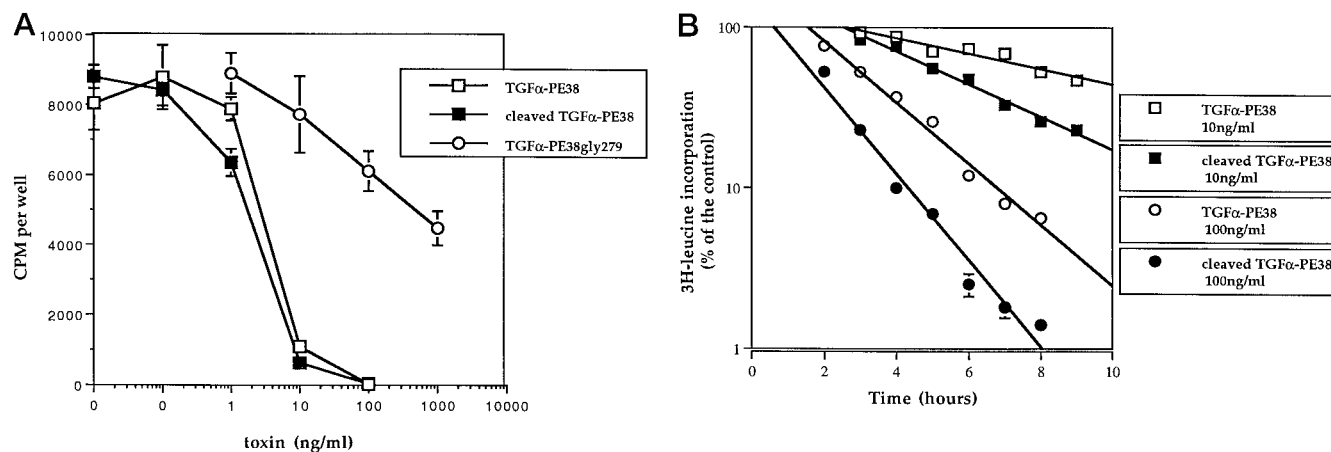 A
10000
8000
6000
4000
2000
0
CPM per well
0
0
1
10
100
1000
10000
toxin (ng/ml)
TGFα-PE38
cleaved TGFα-PE38
TGFα-PE38gly279
B
100
10
1
3H-leucine incorporation
(% of the control)
0
2
4
6
8
10
Time (hours)
TGFα-PE38
10ng/ml
cleaved TGFα-PE38
10ng/ml
TGFα-PE38
100ng/ml
cleaved TGFα-PE38
100ng/ml